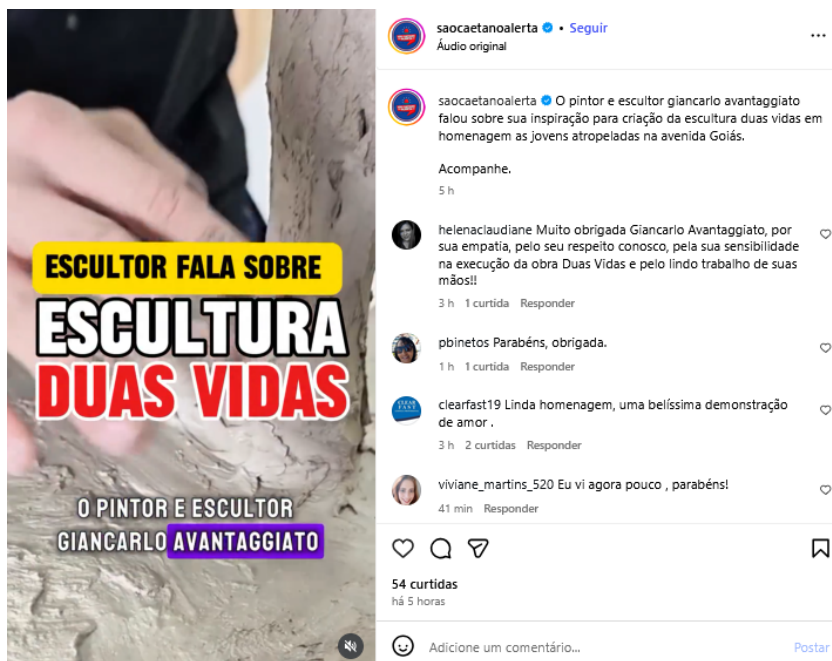 ESCULTOR FALA SOBRE
ESCULTURA
DUAS VIDAS
O PINTOR E ESCULTOR
GIANCARLO AVANTAGGIATO
saocaetanoalerta • Seguir
Áudio original
saocaetanoalerta O pintor e escultor giancarlo avantaggiato
falou sobre sua inspiração para criação da escultura duas vidas em
homenagem as jovens atropeladas na avenida Goiás.
Acompanhe.
5 h
helenaclaudiane Muito obrigada Giancarlo Avantaggiato, por
sua empatia, pelo seu respeito conosco, pela sua sensibilidade
na execução da obra Duas Vidas e pelo lindo trabalho de suas
mãos!!
3 h 1 curtida Responder
pbinetos Parabéns, obrigada.
1 h 1 curtida Responder
CLEAR
FAST
clearfast19 Linda homenagem, uma belíssima demonstração
de amor .
3 h 2 curtidas Responder
viviane_martins_520 Eu vi agora pouco , parabéns!
41 min Responder
54 curtidas
há 5 horas
Adicione um comentário...
Postar